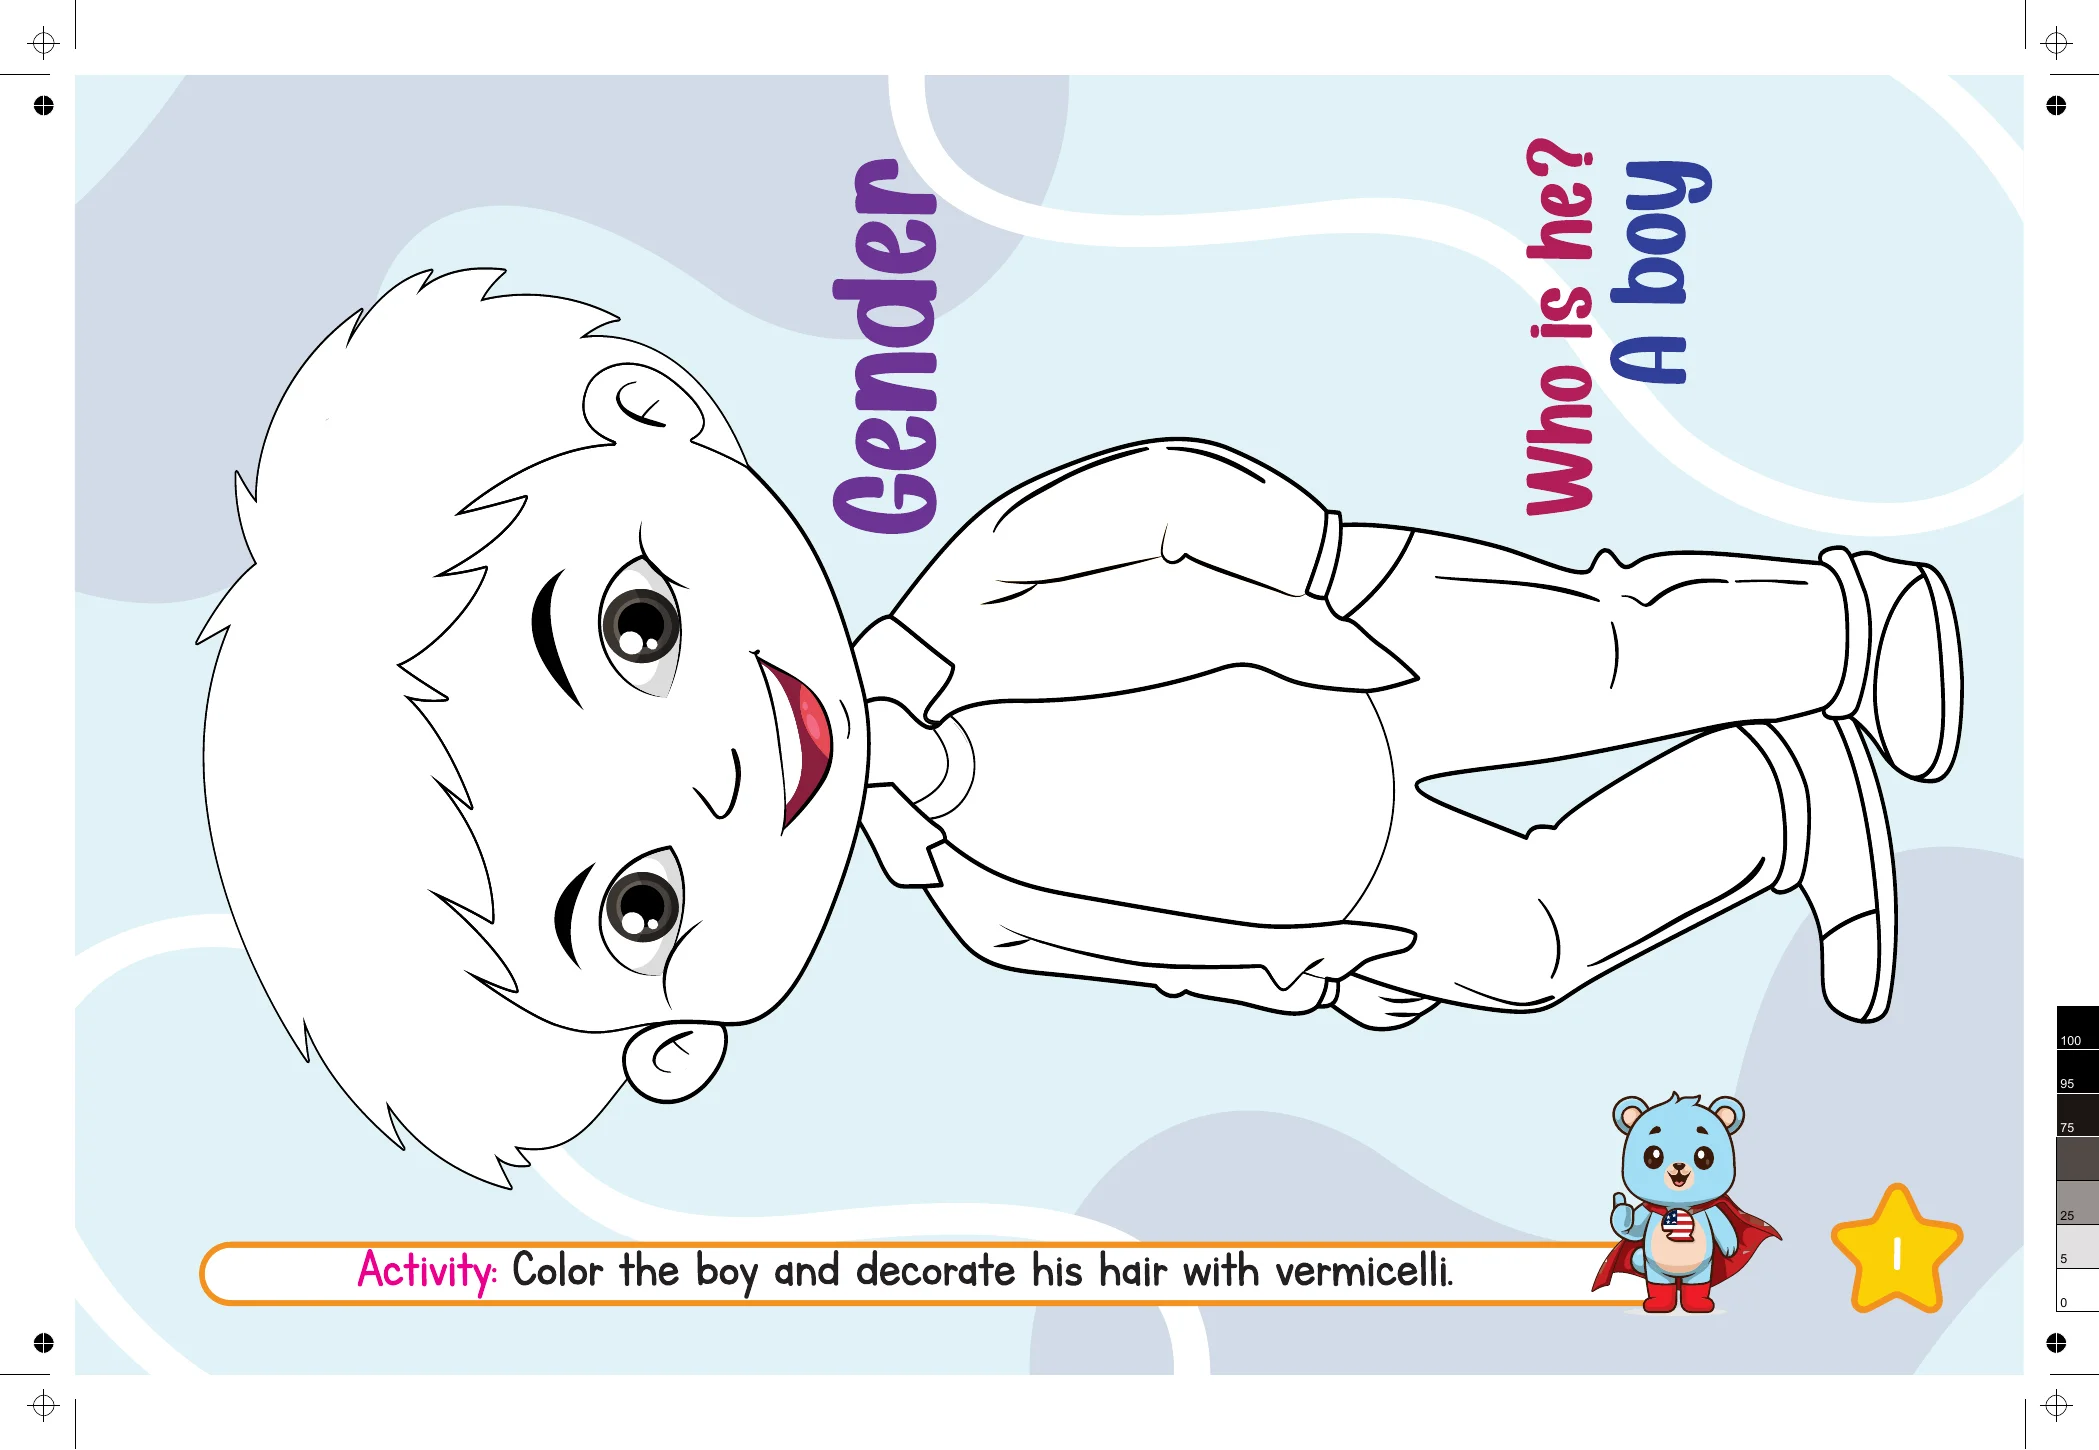 Gender
Who is he?
A boy
Activity: Color the boy and decorate his hair with vermicelli.
1
100
95
75
25
5
0